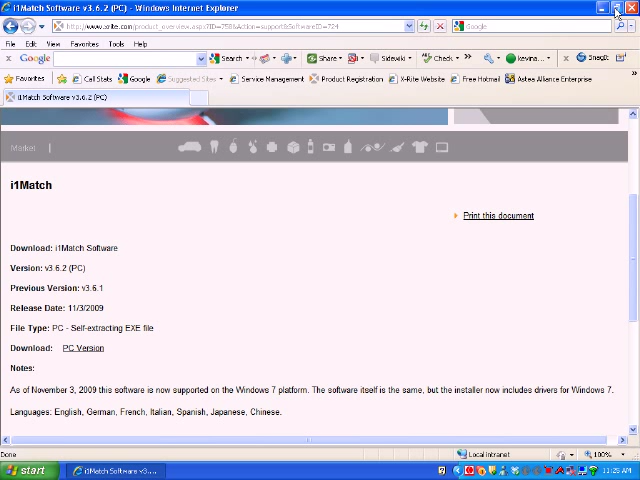 i1Match Software v3.6.2 (PC) - Windows Internet Explorer
http://www.xrite.com/product_overview.aspx?ID=758&Action=support&SoftwareID=724
Google
File Edit View Favorites Tools Help
Google Search Share Sidewiki Check kevina... SnagIt
Favorites Call Stats Google Suggested Sites Service Management Product Registration X-Rite Website Free Hotmail Astea Alliance Enterprise
i1Match Software v3.6.2 (PC)
Market |
i1Match
Print this document
Download: i1Match Software
Version: v3.6.2 (PC)
Previous Version: v3.6.1
Release Date: 11/3/2009
File Type: PC - Self-extracting EXE file
Download: PC Version
Notes:
As of November 3, 2009 this software is now supported on the Windows 7 platform. The software itself is the same, but the installer now includes drivers for Windows 7.
Languages: English, German, French, Italian, Spanish, Japanese, Chinese.
Done Local intranet 100%
start i1Match Software v3.... 11:25 AM